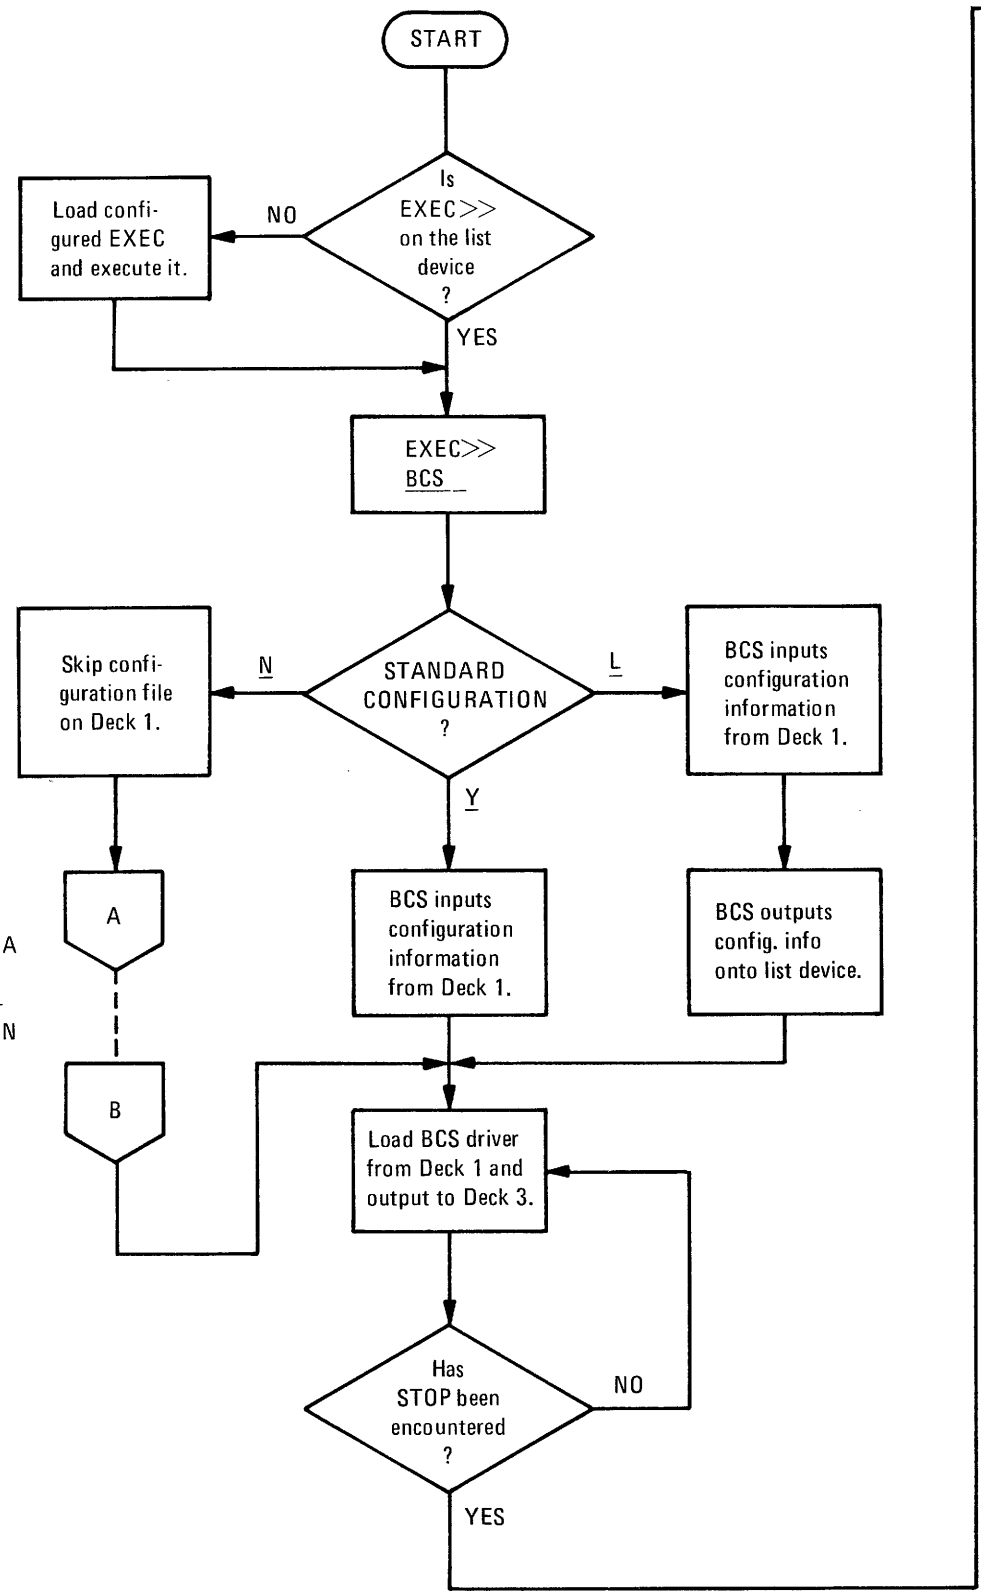 START
Is
EXEC>>
on the list
device
?
NO
Load confi-
gured EXEC
and execute it.
YES
EXEC>>
BCS
STANDARD
CONFIGURATION
?
N
L
Y
Skip confi-
guration file
on Deck 1.
BCS inputs
configuration
information
from Deck 1.
A
BCS inputs
configuration
information
from Deck 1.
BCS outputs
config. info
onto list device.
A
N
B
Load BCS driver
from Deck 1 and
output to Deck 3.
Has
STOP been
encountered
?
NO
YES